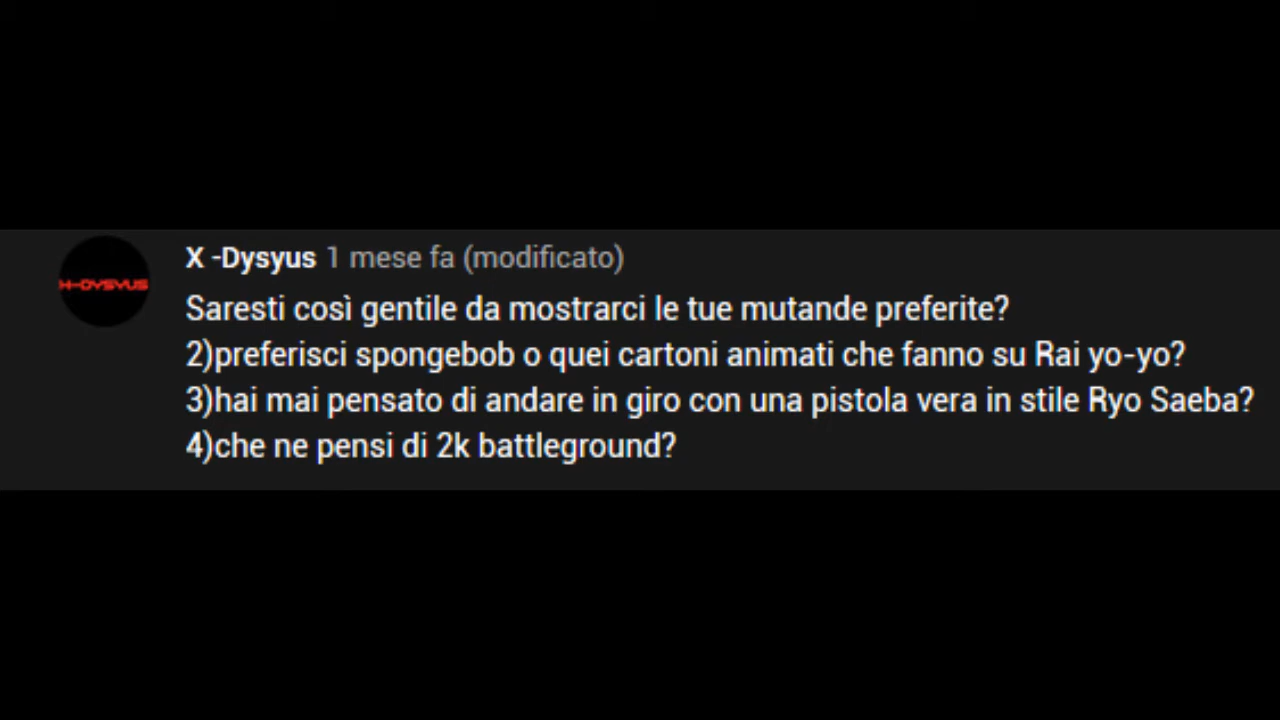 X -Dysyus 1 mese fa (modificato)
X-DYSYUS
Saresti così gentile da mostrarci le tue mutande preferite?
2)preferisci spongebob o quei cartoni animati che fanno su Rai yo-yo?
3)hai mai pensato di andare in giro con una pistola vera in stile Ryo Saeba?
4)che ne pensi di 2k battleground?